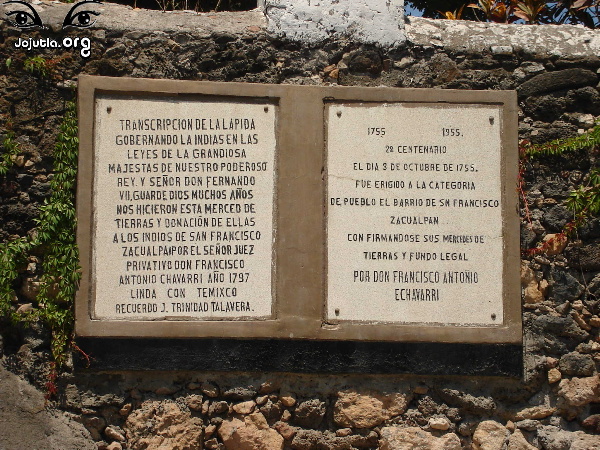 Jojutla.org
TRANSCRIPCION DE LA LAPIDA
GOBERNANDO LA INDIAS EN LAS
LEYES DE LA GRANDIOSA
MAJESTAS DE NUESTRO PODEROSO
REY. Y SEÑOR DON FERNANDO
VII, GUARDE DIOS MUCHOS AÑOS
NOS HICIERON ESTA MERCED DE
TIERRAS Y DONACIÓN DE ELLAS
A LOS INDIOS DE SAN FRANCISCO
ZACUALPAI POR EL SEÑOR JUEZ
PRIVATIVO DON FRANCISCO
ANTONIO CHAVARRI AÑO 1797
LINDA CON TEMIXCO
RECUERDO J. TRINIDAD TALAVERA.
1755 1955.
2º CENTENARIO
EL DIA 3 DE OCTUBRE DE 1755.
FUE ERIGIDO A LA CATEGORIA
DE PUEBLO EL BARRIO DE SN FRANCISCO
ZACUALPAN..
CON FIRMANDOSE SUS MERCEDES DE
TIERRAS Y FUNDO LEGAL
POR DON FRANCISCO ANTONIO
ECHAVARRI